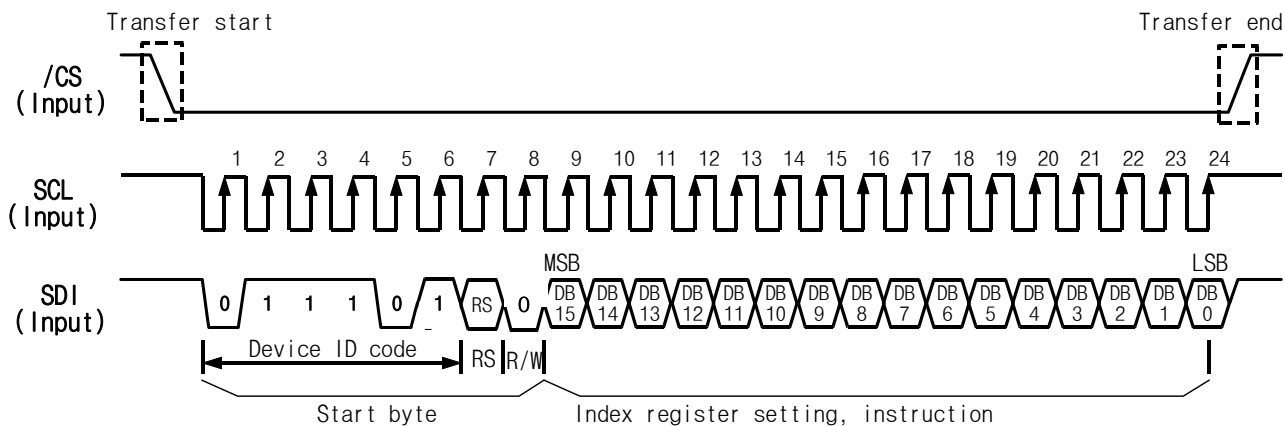 Transfer start
Transfer end
/CS
(Input)
1 2 3 4 5 6 7 8 9 10 11 12 13 14 15 16 17 18 19 20 21 22 23 24
SCL
(Input)
MSB
LSB
SDI
(Input)
0 1 1 1 0 1 RS 0 DB 15 DB 14 DB 13 DB 12 DB 11 DB 10 DB 9 DB 8 DB 7 DB 6 DB 5 DB 4 DB 3 DB 2 DB 1 DB 0
Device ID code
RS
R/W
Start byte
Index register setting, instruction